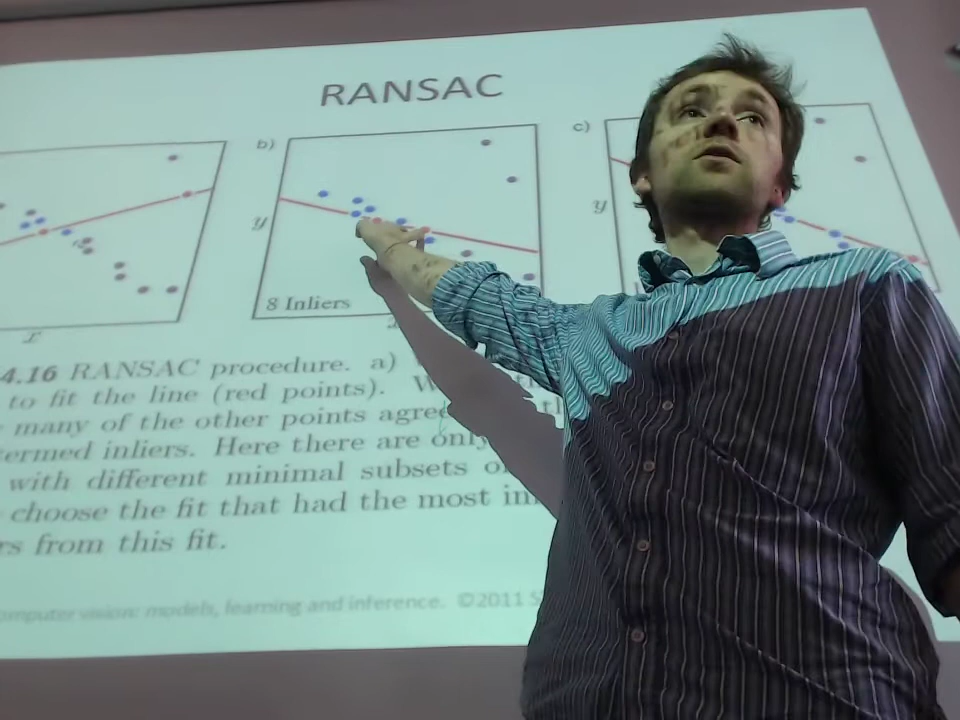 RANSAC
b)
c)
y
y
8 Inliers
x
4.16 RANSAC procedure. a)
to fit the line (red points).
many of the other points agree
termed inliers. Here there are only
with different minimal subsets
choose the fit that had the most
rs from this fit.
computer vision: models, learning and inference. ©2011